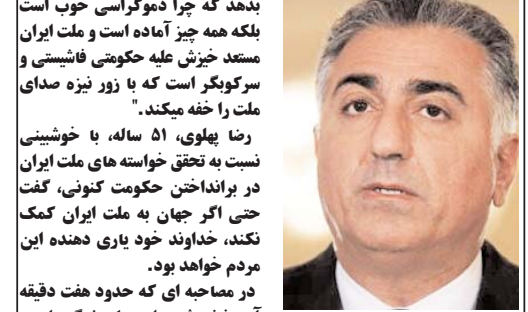 بدهد که چرا دموکراسی خوب است
بلکه همه چیز آماده است و ملت ایران
مستعد خیزش علیه حکومتی فاشیستی و
سرکوبگر است که با زور نیزه صدای
ملت را خفه میکند."
رضا پهلوی، ۵۱ ساله، با خوشبینی
نسبت به تحقق خواسته های ملت ایران
در برانداختن حکومت کنونی، گفت
حتی اگر جهان به ملت ایران کمک
نکند، خداوند خود یاری دهنده این
مردم خواهد بود.
در مصاحبه ای که حدود هفت دقیقه